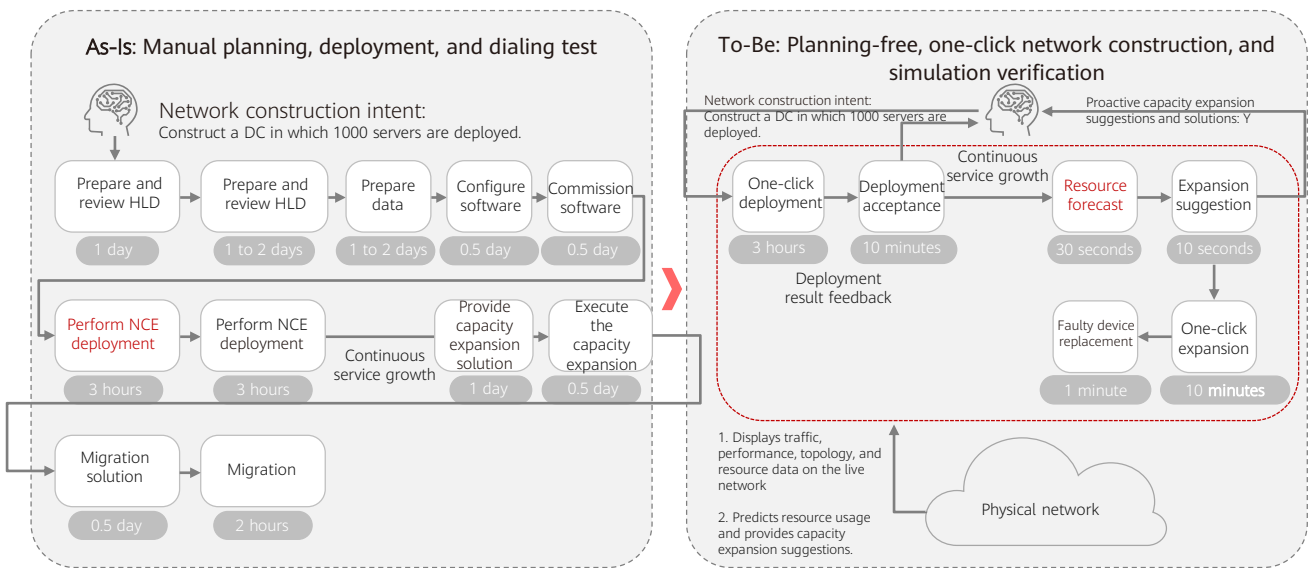 As-Is: Manual planning, deployment, and dialing test
Network construction intent:
Construct a DC in which 1000 servers are deployed.
Prepare and
review HLD
1 day
Prepare and
review HLD
1 to 2 days
Prepare
data
1 to 2 days
Configure
software
0.5 day
Commission
software
0.5 day
Perform NCE
deployment
3 hours
Perform NCE
deployment
3 hours
Continuous
service growth
Provide
capacity
expansion
solution
1 day
Execute
the
capacity
expansion
0.5 day
Migration
solution
0.5 day
Migration
2 hours
To-Be: Planning-free, one-click network construction, and
simulation verification
Network construction intent:
Construct a DC in which 1000 servers are
deployed.
Proactive capacity expansion
suggestions and solutions: Y
One-click
deployment
3 hours
Deployment
acceptance
10 minutes
Continuous
service growth
Resource
forecast
30 seconds
Expansion
suggestion
10 seconds
Deployment
result feedback
Faulty device
replacement
1 minute
One-click
expansion
10 minutes
1. Displays traffic,
performance, topology, and
resource data on the live
network
2. Predicts resource usage
and provides capacity
expansion suggestions.
Physical network